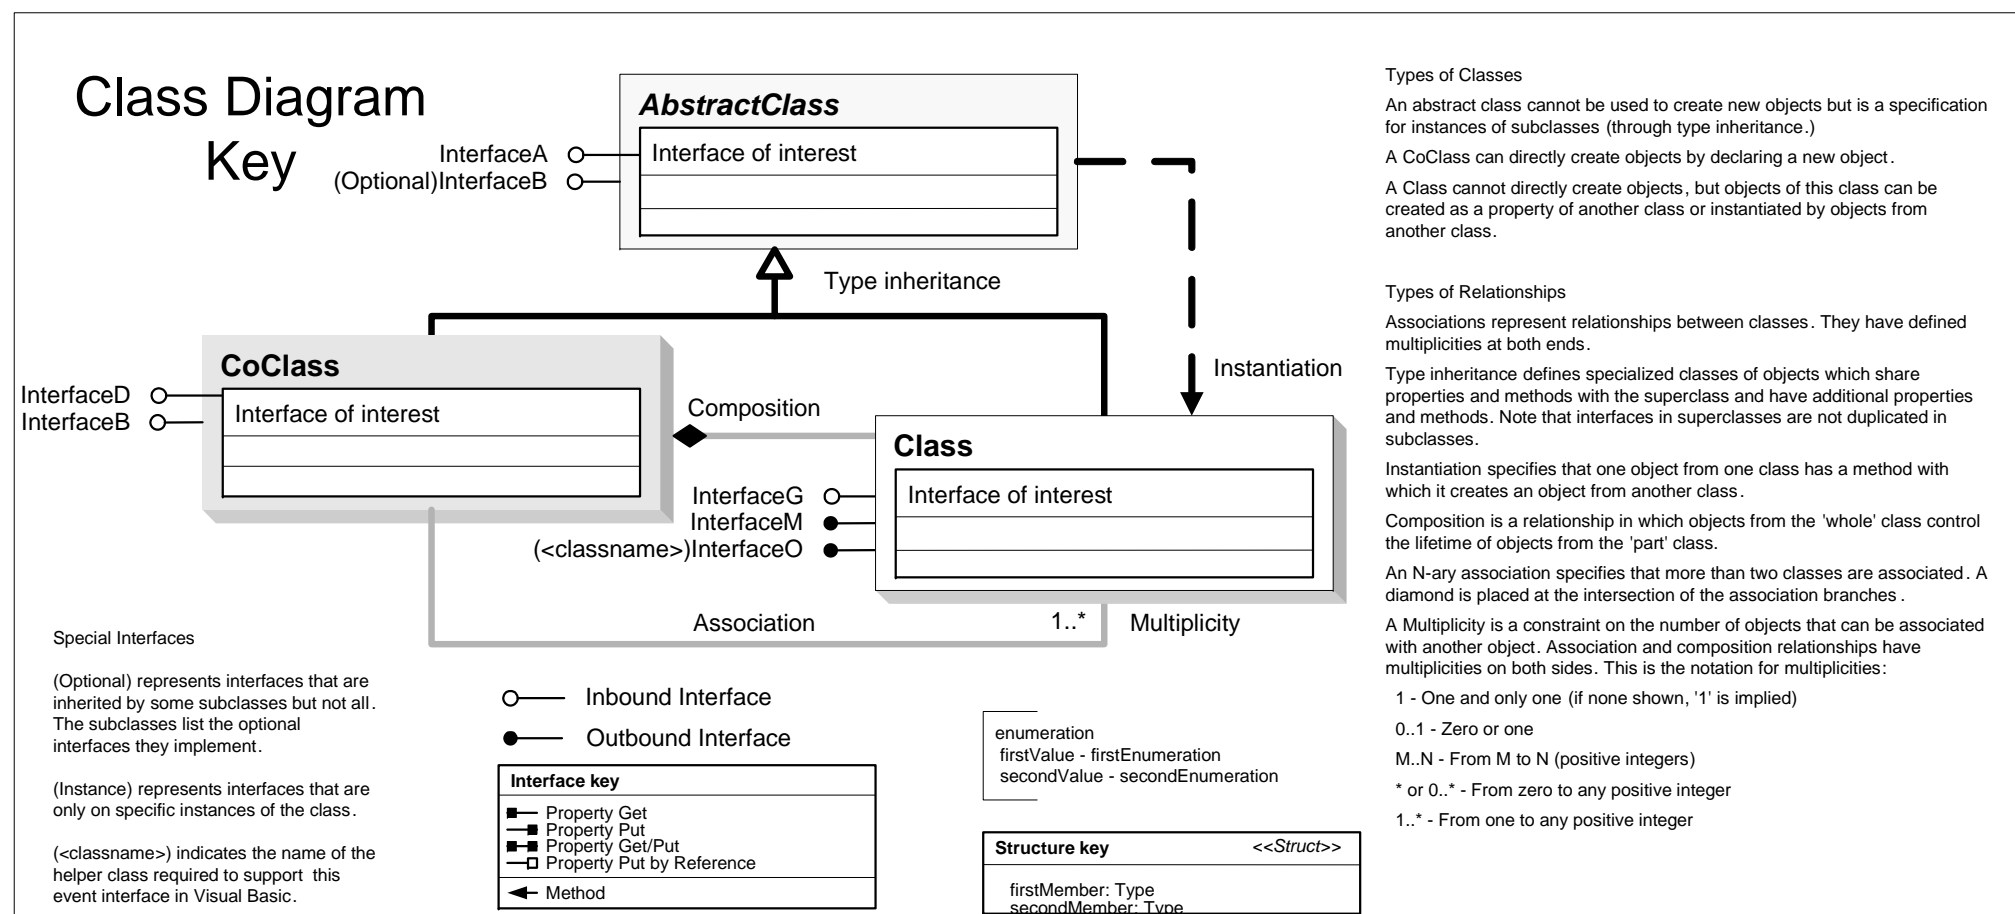 Class Diagram
Key
AbstractClass
Interface of interest
InterfaceA
(Optional)InterfaceB
Type inheritance
CoClass
Interface of interest
InterfaceD
InterfaceB
Composition
Instantiation
Class
Interface of interest
InterfaceG
InterfaceM
(<classname>)InterfaceO
Association
1..*
Multiplicity
Special Interfaces
(Optional) represents interfaces that are
inherited by some subclasses but not all.
The subclasses list the optional
interfaces they implement.
(Instance) represents interfaces that are
only on specific instances of the class.
(<classname>) indicates the name of the
helper class required to support this
event interface in Visual Basic.
Inbound Interface
Outbound Interface
Interface key
Property Get
Property Put
Property Get/Put
Property Put by Reference
Method
enumeration
firstValue - firstEnumeration
secondValue - secondEnumeration
Structure key <<Struct>>
firstMember: Type
secondMember: Type
Types of Classes
An abstract class cannot be used to create new objects but is a specification
for instances of subclasses (through type inheritance.)
A CoClass can directly create objects by declaring a new object.
A Class cannot directly create objects, but objects of this class can be
created as a property of another class or instantiated by objects from
another class.
Types of Relationships
Associations represent relationships between classes. They have defined
multiplicities at both ends.
Type inheritance defines specialized classes of objects which share
properties and methods with the superclass and have additional properties
and methods. Note that interfaces in superclasses are not duplicated in
subclasses.
Instantiation specifies that one object from one class has a method with
which it creates an object from another class.
Composition is a relationship in which objects from the 'whole' class control
the lifetime of objects from the 'part' class.
An N-ary association specifies that more than two classes are associated. A
diamond is placed at the intersection of the association branches.
A Multiplicity is a constraint on the number of objects that can be associated
with another object. Association and composition relationships have
multiplicities on both sides. This is the notation for multiplicities:
1 - One and only one (if none shown, '1' is implied)
0..1 - Zero or one
M..N - From M to N (positive integers)
* or 0..* - From zero to any positive integer
1..* - From one to any positive integer